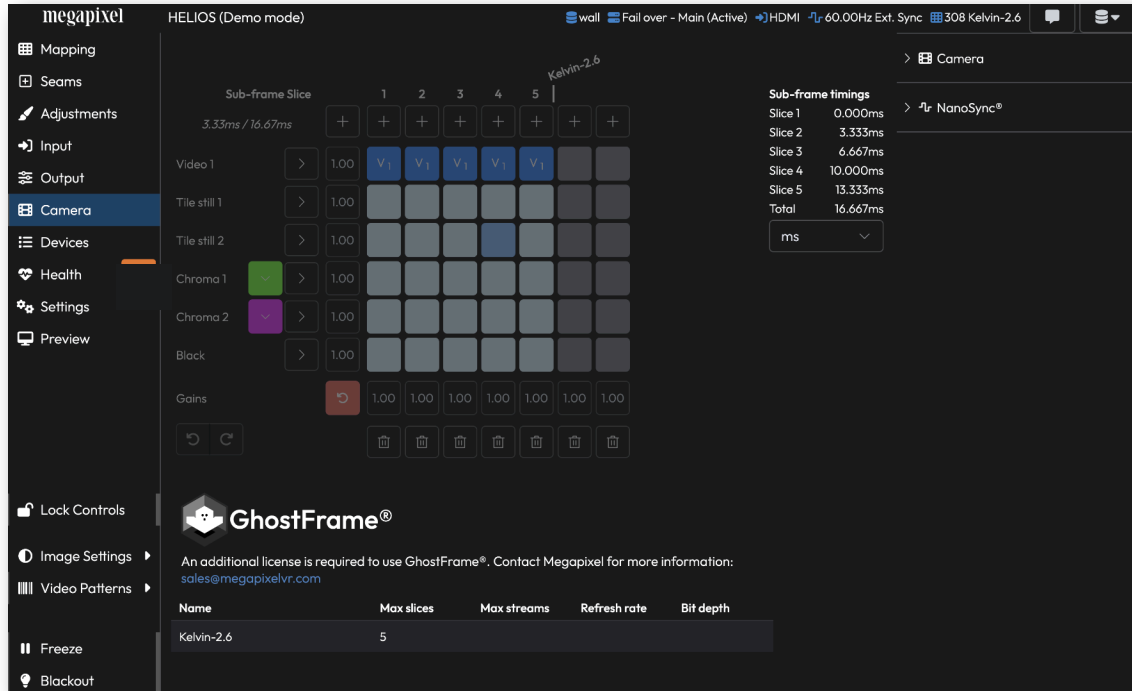 megapixel
HELIOS (Demo mode)
wall Fail over - Main (Active) HDMI 60.00Hz Ext. Sync 308 Kelvin-2.6
Mapping
Seams
Adjustments
Input
Output
Camera
Devices
Health
Settings
Preview
Lock Controls
Image Settings
Video Patterns
Freeze
Blackout
Kelvin-2.6
Sub-frame Slice 1 2 3 4 5
3.33ms / 16.67ms + + + + + + + +
Video 1 1.00 V1 V1 V1 V1 V1
Tile still 1 1.00
Tile still 2 1.00
Chroma 1 1.00
Chroma 2 1.00
Black 1.00
Gains 1.00 1.00 1.00 1.00 1.00 1.00 1.00
Sub-frame timings
Slice 1 0.000ms
Slice 2 3.333ms
Slice 3 6.667ms
Slice 4 10.000ms
Slice 5 13.333ms
Total 16.667ms
ms
Camera
NanoSync®
GhostFrame®
An additional license is required to use GhostFrame®. Contact Megapixel for more information:
sales@megapixelvr.com
Name Max slices Max streams Refresh rate Bit depth
Kelvin-2.6 5